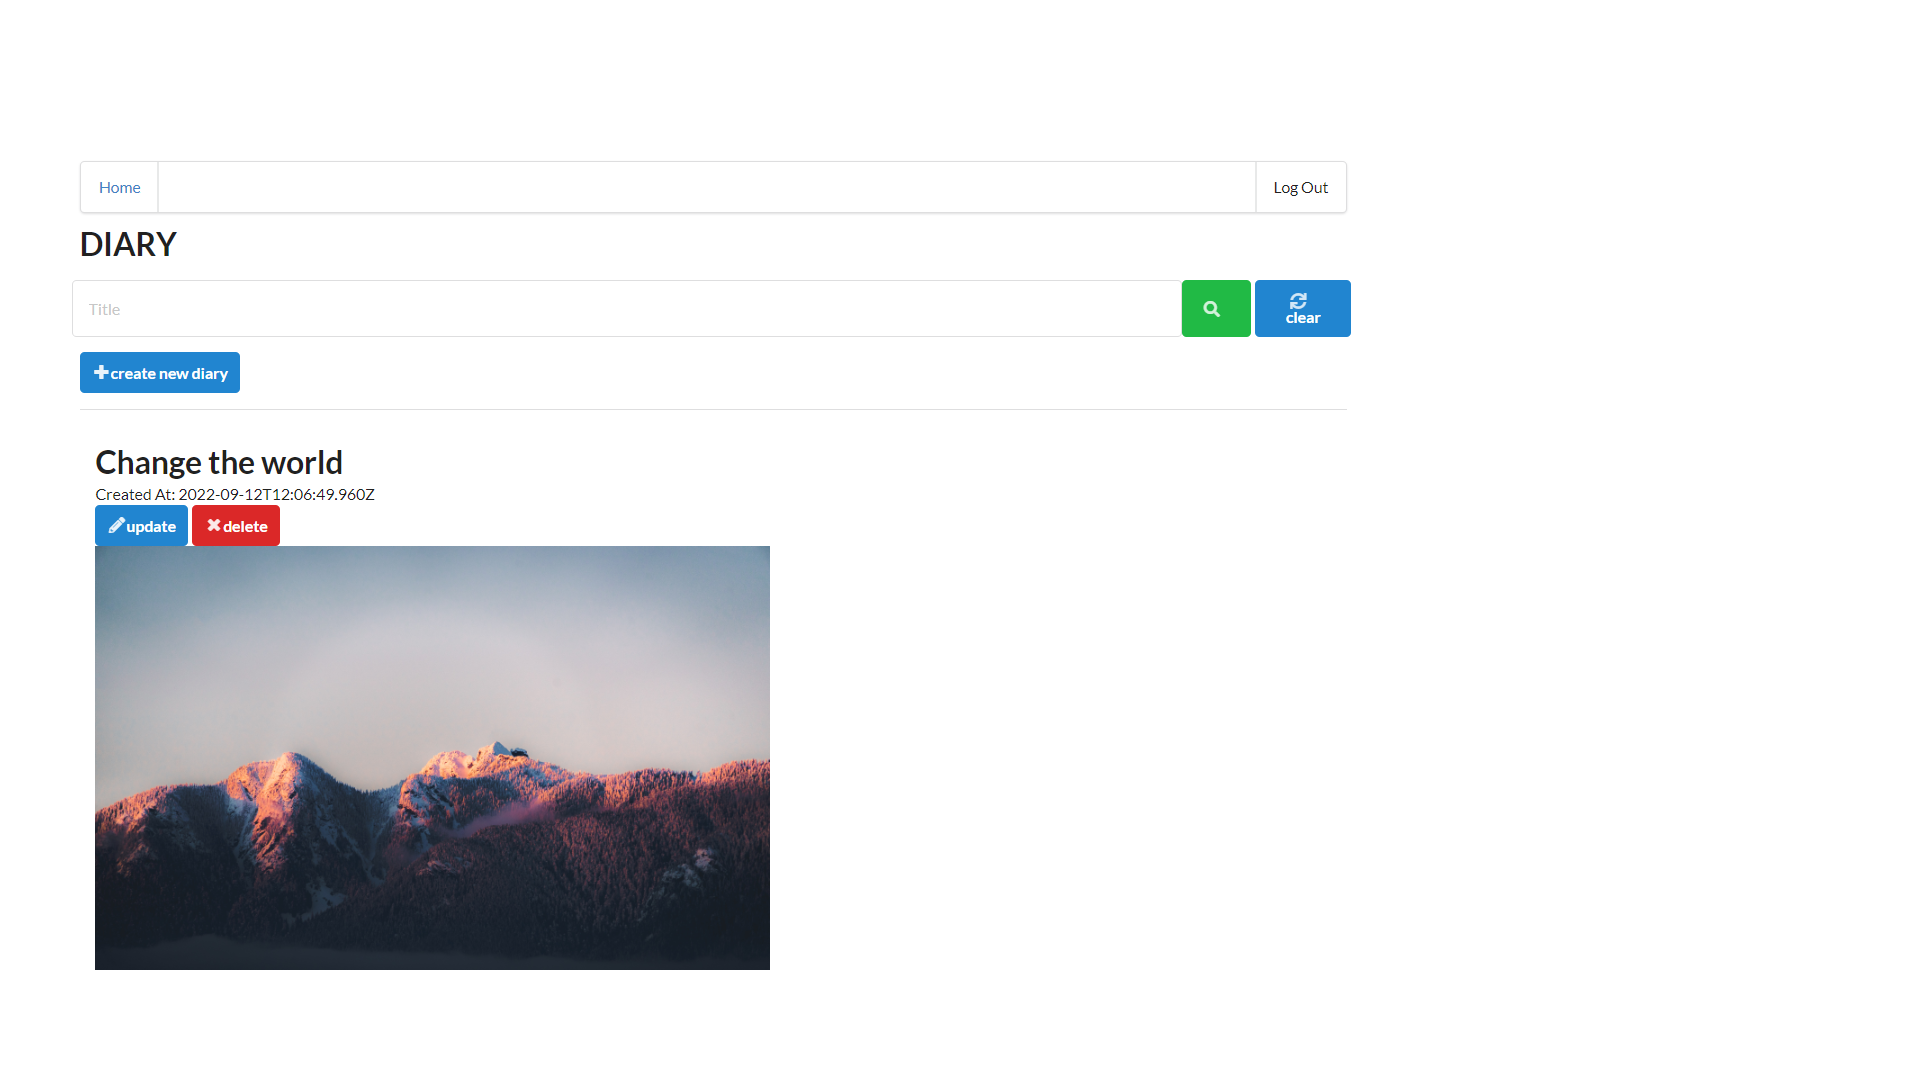 Home
Log Out
DIARY
Title
clear
create new diary
Change the world
Created At: 2022-09-12T12:06:49.960Z
update
delete